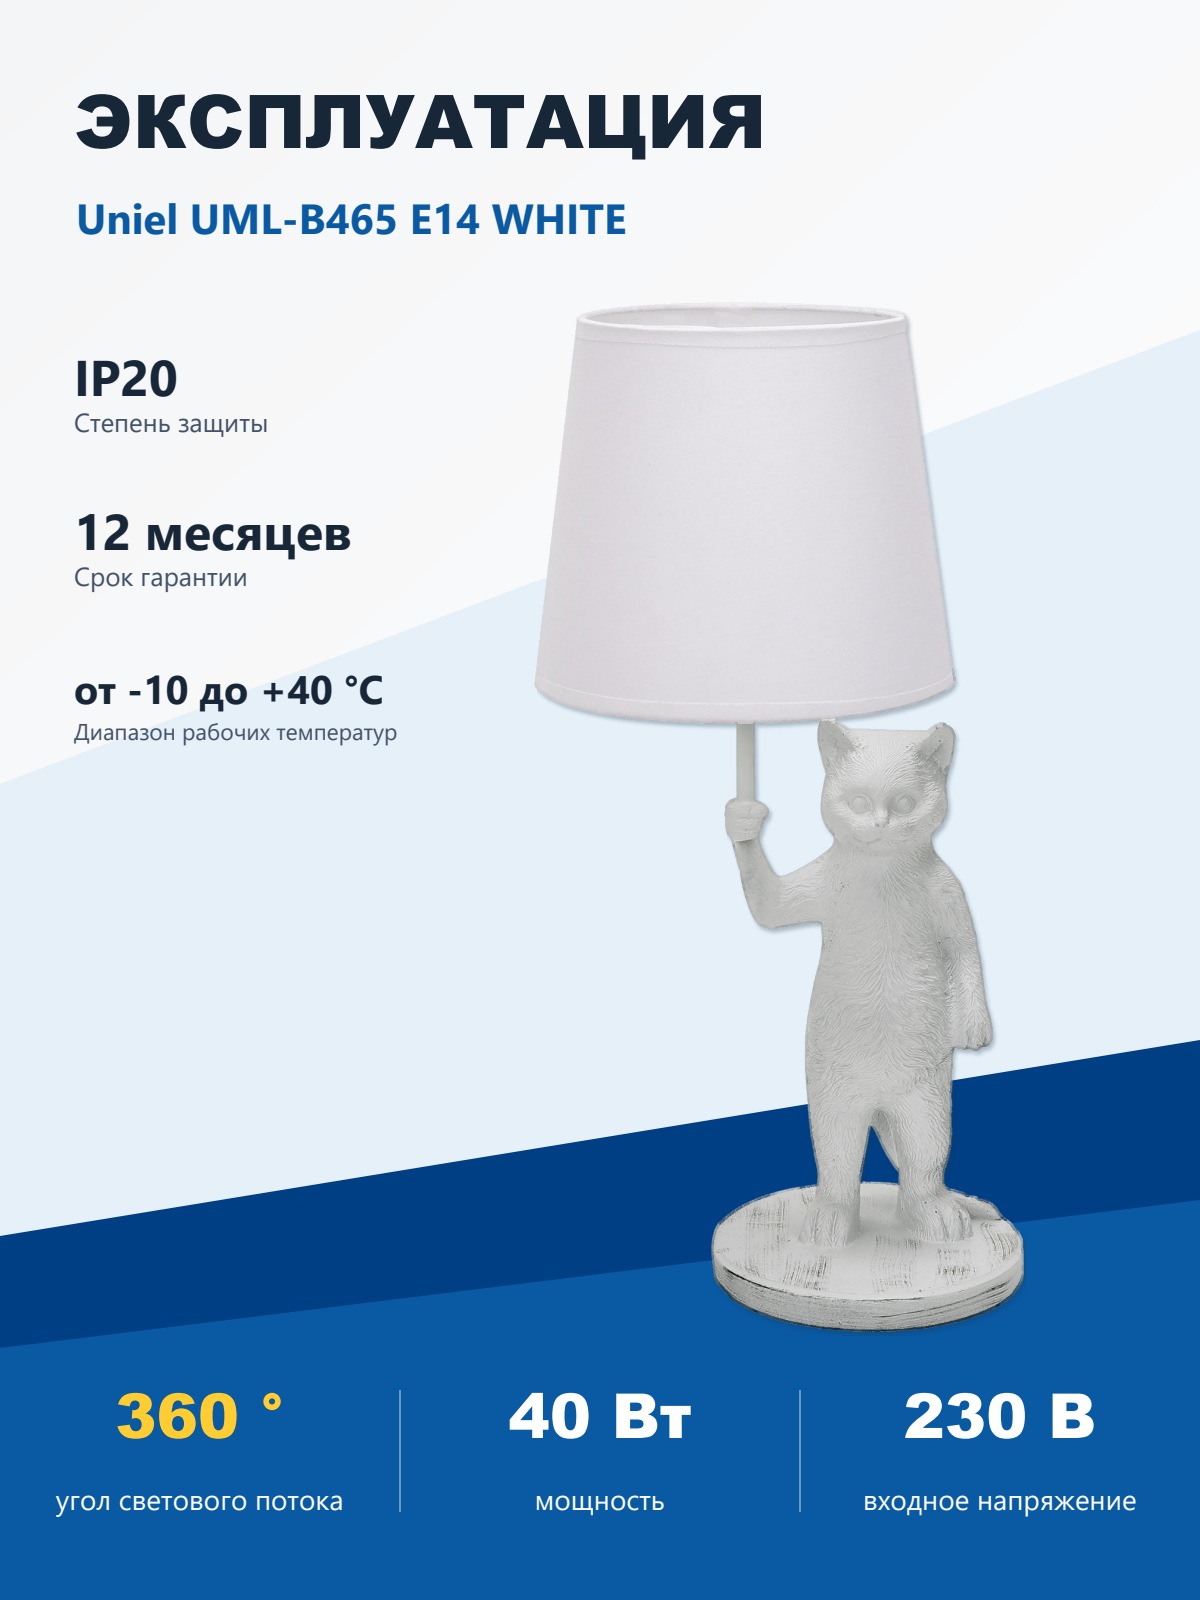 ЭКСПЛУАТАЦИЯ
Uniel UML-B465 E14 WHITE
IP20
Степень защиты
12 месяцев
Срок гарантии
от -10 до +40 °C
Диапазон рабочих температур
360 °
угол светового потока
40 Вт
мощность
230 В
входное напряжение